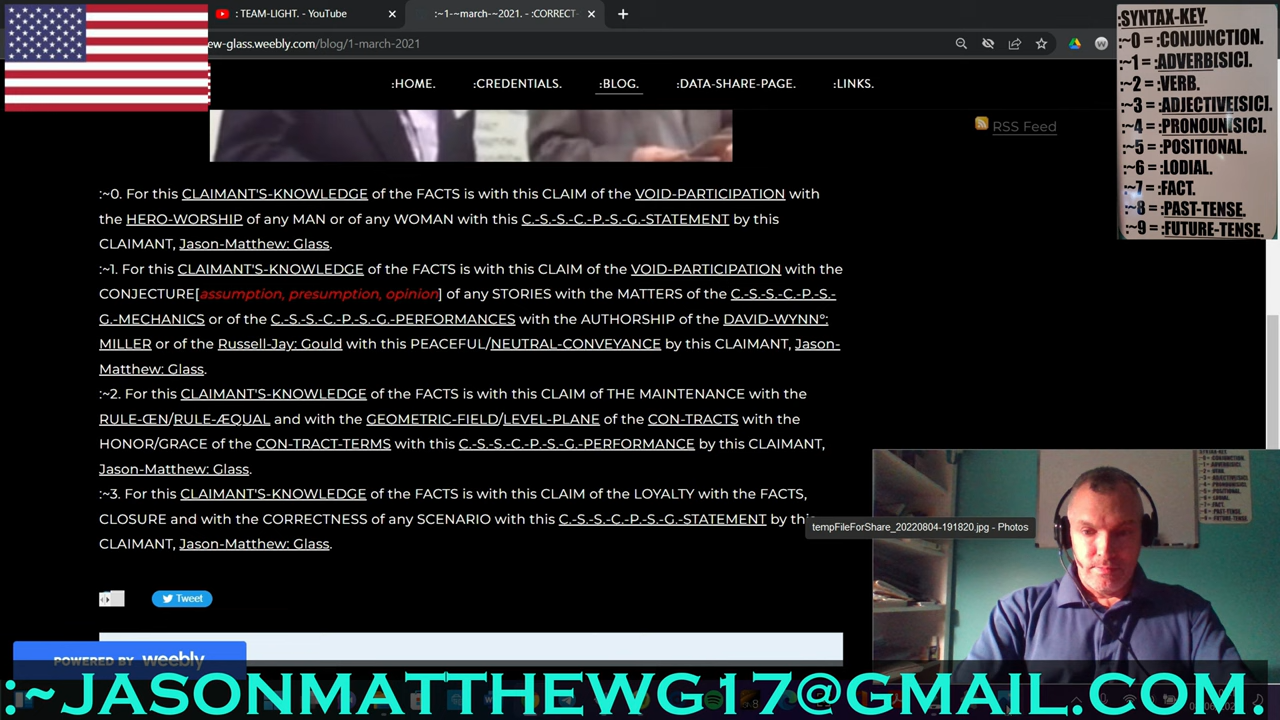 : TEAM-LIGHT. - YouTube
:~1-~march-~2021. - :CORRECT-
ew-glass.weebly.com/blog/1-march-2021
:HOME.
:CREDENTIALS.
:BLOG.
:DATA-SHARE-PAGE.
:LINKS.
RSS Feed
:~0. For this CLAIMANT'S-KNOWLEDGE of the FACTS is with this CLAIM of the VOID-PARTICIPATION with
the HERO-WORSHIP of any MAN or of any WOMAN with this C.-S.-S.-C.-P.-S.-G.-STATEMENT by this
CLAIMANT, Jason-Matthew: Glass.
:~1. For this CLAIMANT'S-KNOWLEDGE of the FACTS is with this CLAIM of the VOID-PARTICIPATION with the
CONJECTURE[assumption, presumption, opinion] of any STORIES with the MATTERS of the C.-S.-S.-C.-P.-S.-
G.-MECHANICS or of the C.-S.-S.-C.-P.-S.-G.-PERFORMANCES with the AUTHORSHIP of the DAVID-WYNN°:
MILLER or of the Russell-Jay: Gould with this PEACEFUL/NEUTRAL-CONVEYANCE by this CLAIMANT, Jason-
Matthew: Glass.
:~2. For this CLAIMANT'S-KNOWLEDGE of the FACTS is with this CLAIM of THE MAINTENANCE with the
RULE-ŒN/RULE-ÆQUAL and with the GEOMETRIC-FIELD/LEVEL-PLANE of the CON-TRACTS with the
HONOR/GRACE of the CON-TRACT-TERMS with this C.-S.-S.-C.-P.-S.-G.-PERFORMANCE by this CLAIMANT,
Jason-Matthew: Glass.
:~3. For this CLAIMANT'S-KNOWLEDGE of the FACTS is with this CLAIM of the LOYALTY with the FACTS,
CLOSURE and with the CORRECTNESS of any SCENARIO with this C.-S.-S.-C.-P.-S.-G.-STATEMENT by this
CLAIMANT, Jason-Matthew: Glass.
Tweet
POWERED BY weebly
tempFileForShare_20220804-191820.jpg - Photos
:SYNTAX-KEY.
:~0 = :CONJUNCTION.
:~1 = :ADVERB[SIC].
:~2 = :VERB.
:~3 = :ADJECTIVE[SIC].
:~4 = :PRONOUN[SIC].
:~5 = :POSITIONAL.
:~6 = :LODIAL.
:~7 = :FACT.
:~8 = :PAST-TENSE.
:~9 = :FUTURE-TENSE.
:~JASONMATTHEWG17@GMAIL.COM